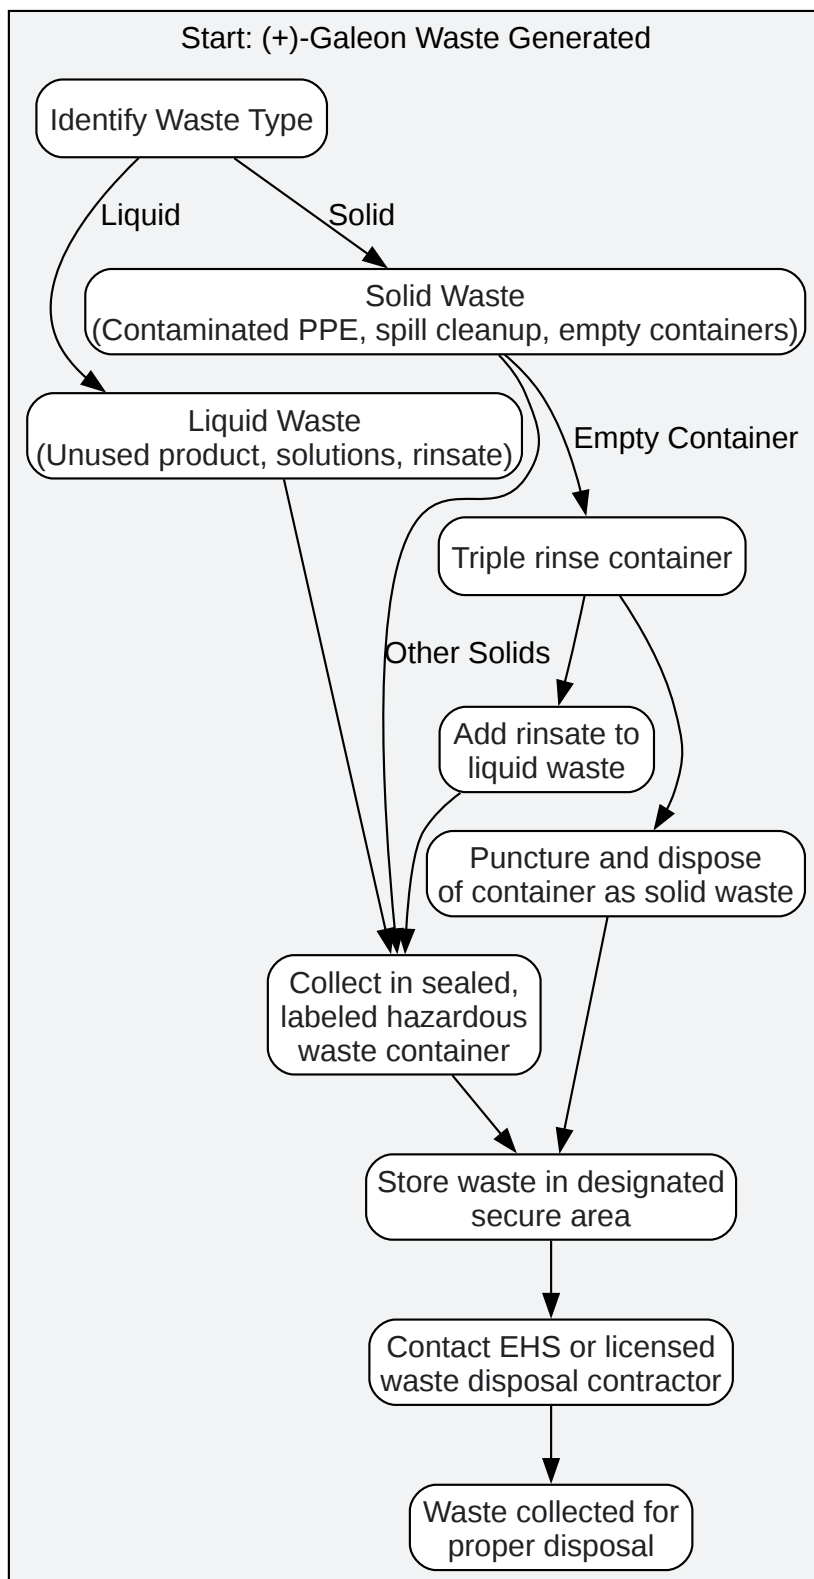 Start: (+)-Galeon Waste Generated
Identify Waste Type
Liquid
Solid
Solid Waste
(Contaminated PPE, spill cleanup, empty containers)
Liquid Waste
(Unused product, solutions, rinsate)
Empty Container
Triple rinse container
Other Solids
Add rinsate to
liquid waste
Puncture and dispose
of container as solid waste
Collect in sealed,
labeled hazardous
waste container
Store waste in designated
secure area
Contact EHS or licensed
waste disposal contractor
Waste collected for
proper disposal